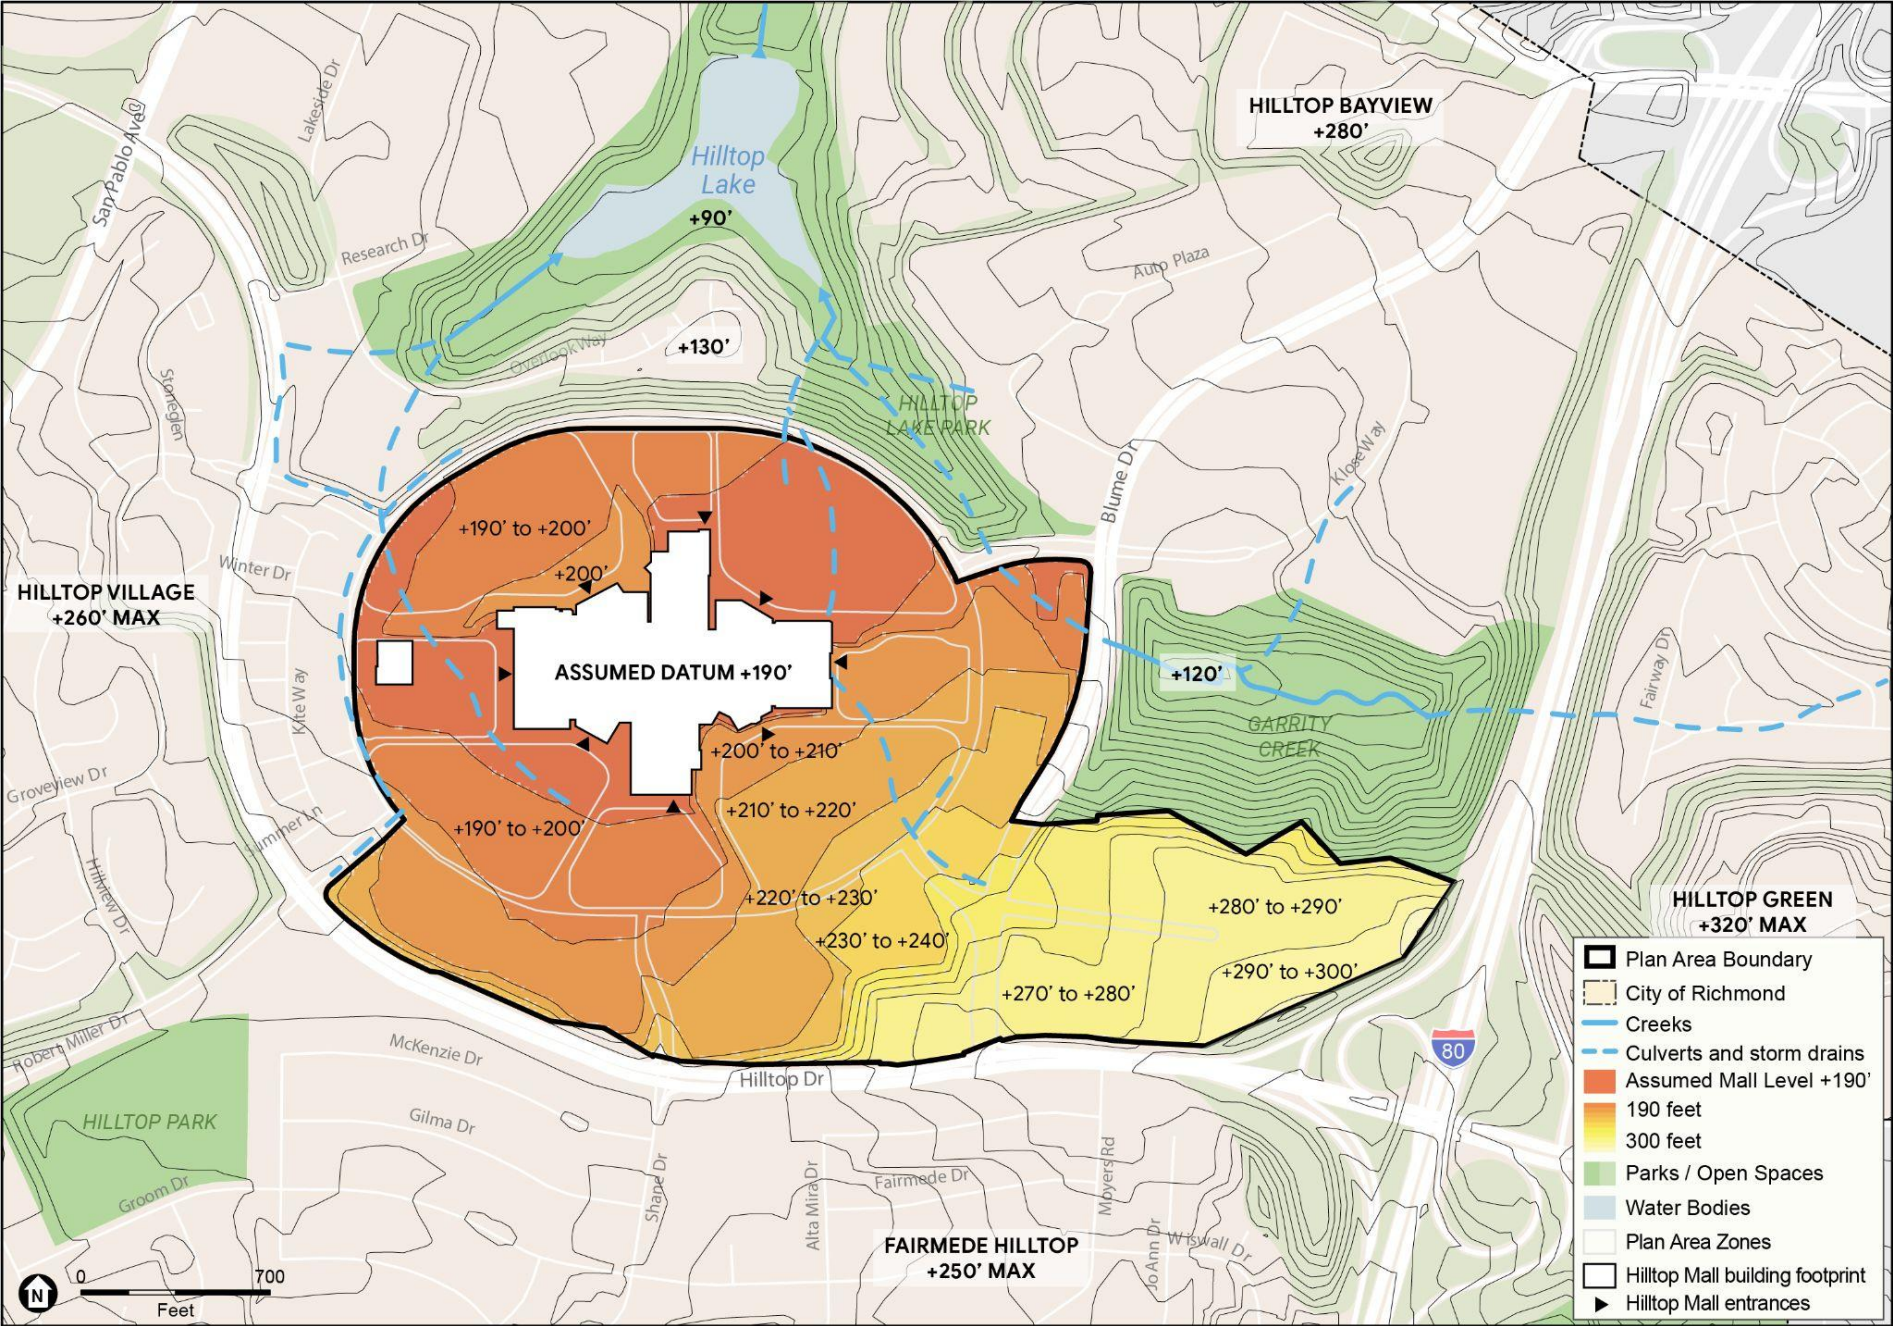 San Pablo Ave
Lakeside Dr
HILLTOP BAYVIEW
+280'
Hilltop
Lake
+90'
Research Dr
Auto Plaza
Overlook Way
+130'
Stoneglen
HILLTOP
LAKE PARK
Blume Dr
Klose Way
+190' to +200'
+200'
Winter Dr
HILLTOP VILLAGE
+260' MAX
ASSUMED DATUM +190'
+120'
Fairway Dr
Kite Way
GARRITY
CREEK
+200' to +210'
Groveview Dr
+210' to +220'
+190' to +200'
Summer Ln
Hillview Dr
+220' to +230'
+280' to +290'
+230' to +240'
+290' to +300'
+270' to +280'
HILLTOP GREEN
+320' MAX
Robert Miller Dr
McKenzie Dr
Hilltop Dr
80
HILLTOP PARK
Gilma Dr
Groom Dr
Shane Dr
Alta Mira Dr
Fairmede Dr
Moyers Rd
JoAnn Dr
Wiswall Dr
FAIRMEDE HILLTOP
+250' MAX
N
0 700
Feet
Plan Area Boundary
City of Richmond
Creeks
Culverts and storm drains
Assumed Mall Level +190'
190 feet
300 feet
Parks / Open Spaces
Water Bodies
Plan Area Zones
Hilltop Mall building footprint
Hilltop Mall entrances